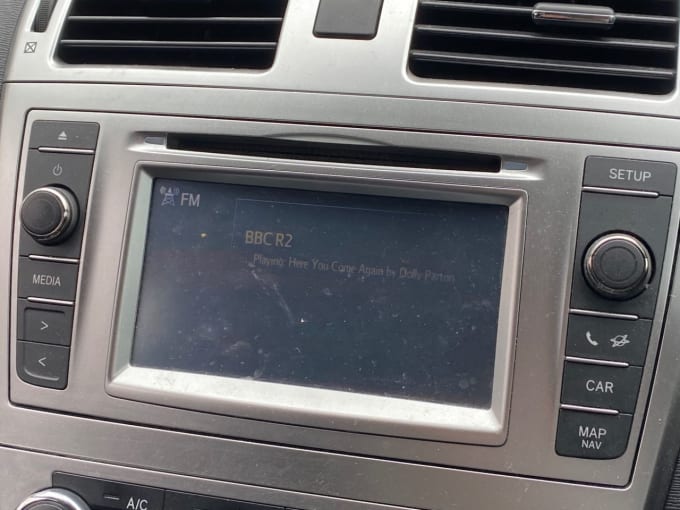 SETUP
FM
BBC R2
Playing: Here You Come Again by Dolly Parton
MEDIA
>
<
CAR
MAP
NAV
A/C